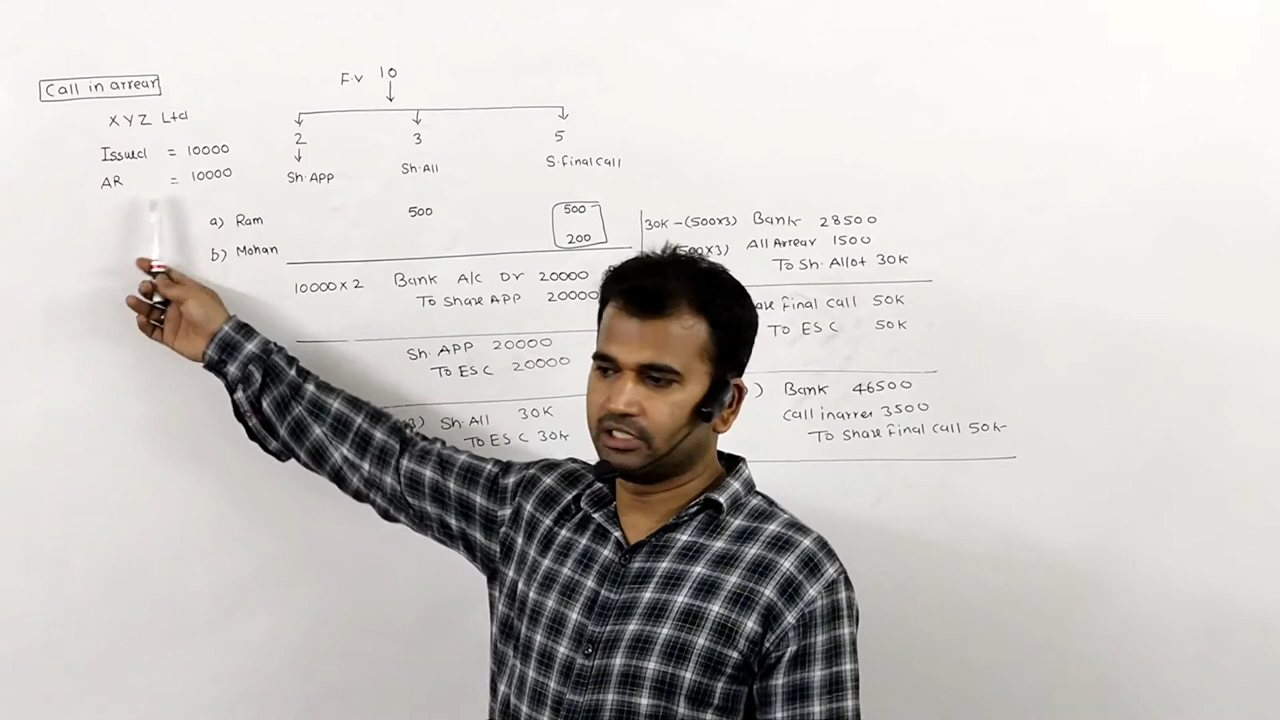 Call in arrear
XYZ Ltd
Issued = 10000
AR = 10000
F.v 10
2 3 5
Sh.APP Sh.All S.final call
a) Ram 500 500
b) Mohan 200
10000x2 Bank A/c Dr 20000
To Share APP 20000
Sh.APP 20000
To ESC 20000
3) Sh.All 30K
To ESC 30K
30K-(500x3) Bank 28500
500x3) All Arrear 1500
To Sh.Allot 30K
final call 50K
To ESC 50K
) Bank 46500
call in arres 3500
To Share final call 50K